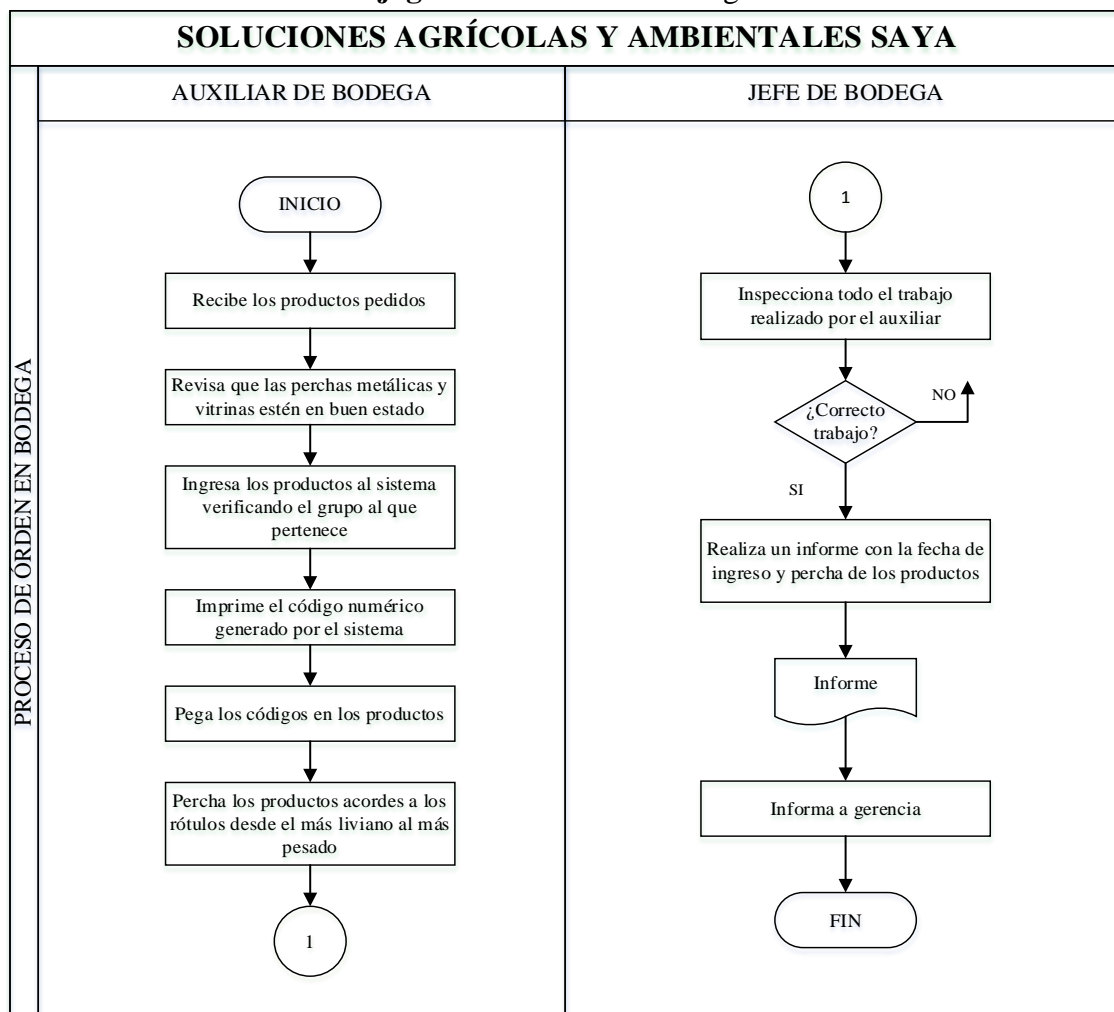 SOLUCIONES AGRÍCOLAS Y AMBIENTALES SAYA
PROCESO DE ÓRDEN EN BODEGA
AUXILIAR DE BODEGA
INICIO
Recibe los productos pedidos
Revisa que las perchas metálicas y
vitrinas estén en buen estado
Ingresa los productos al sistema
verificando el grupo al que
pertenece
Imprime el código numérico
generado por el sistema
Pega los códigos en los productos
Percha los productos acordes a los
rótulos desde el más liviano al más
pesado
1
JEFE DE BODEGA
1
Inspecciona todo el trabajo
realizado por el auxiliar
¿Correcto
trabajo?
NO
SI
Realiza un informe con la fecha de
ingreso y percha de los productos
Informe
Informa a gerencia
FIN